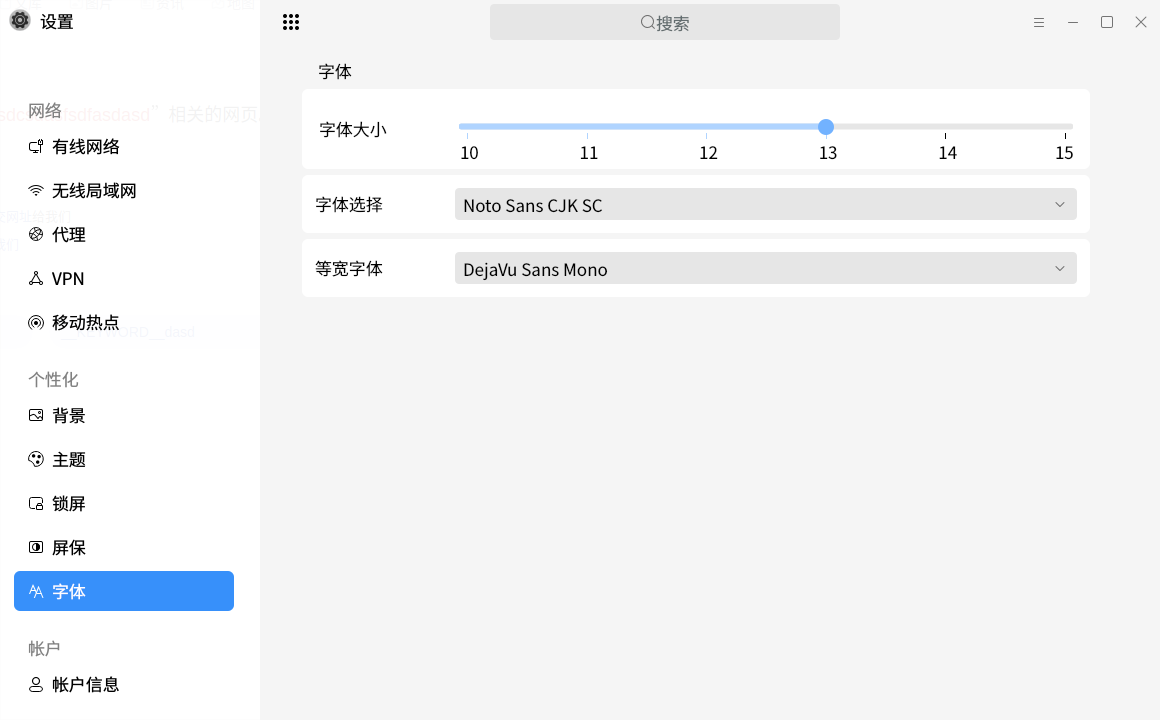 设置
搜索
网络
有线网络
无线局域网
代理
VPN
移动热点
个性化
背景
主题
锁屏
屏保
字体
帐户
帐户信息
字体
字体大小
10 11 12 13 14 15
字体选择
Noto Sans CJK SC
等宽字体
DejaVu Sans Mono